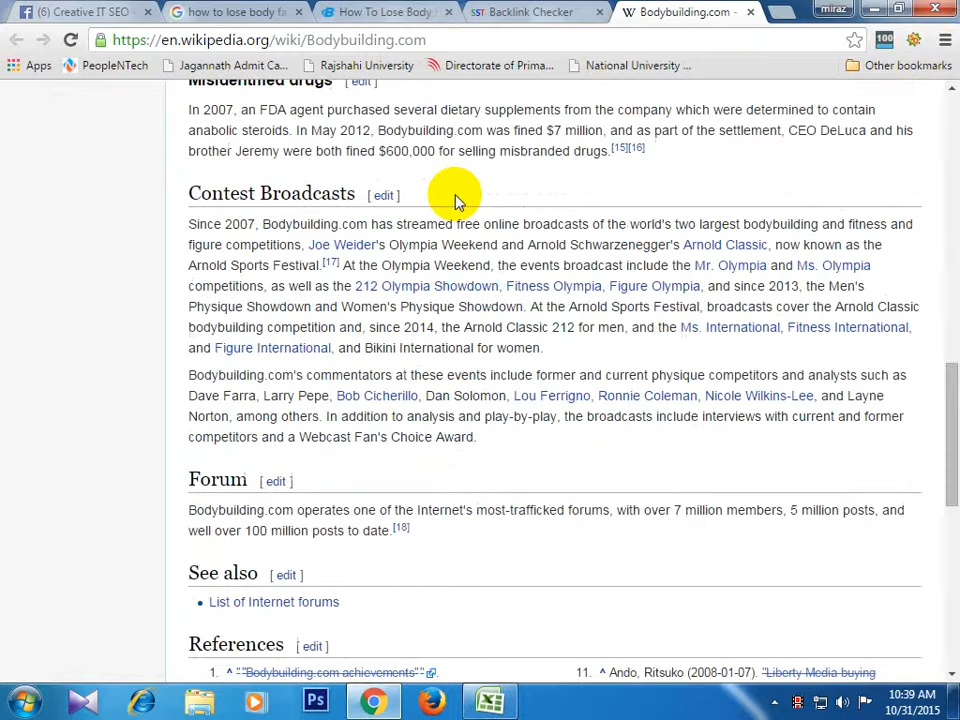 (6) Creative IT SEO -
how to lose body fa
How To Lose Body
SST Backlink Checker
W Bodybuilding.com -
miraz
https://en.wikipedia.org/wiki/Bodybuilding.com
100
Apps
PeopleNTech
Jagannath Admit Ca...
Rajshahi University
Directorate of Prima...
National University ...
Other bookmarks
Misidentified drugs [ edit ]
In 2007, an FDA agent purchased several dietary supplements from the company which were determined to contain
anabolic steroids. In May 2012, Bodybuilding.com was fined $7 million, and as part of the settlement, CEO DeLuca and his
brother Jeremy were both fined $600,000 for selling misbranded drugs.[15][16]
Contest Broadcasts [ edit ]
Since 2007, Bodybuilding.com has streamed free online broadcasts of the world's two largest bodybuilding and fitness and
figure competitions, Joe Weider's Olympia Weekend and Arnold Schwarzenegger's Arnold Classic, now known as the
Arnold Sports Festival.[17] At the Olympia Weekend, the events broadcast include the Mr. Olympia and Ms. Olympia
competitions, as well as the 212 Olympia Showdown, Fitness Olympia, Figure Olympia, and since 2013, the Men's
Physique Showdown and Women's Physique Showdown. At the Arnold Sports Festival, broadcasts cover the Arnold Classic
bodybuilding competition and, since 2014, the Arnold Classic 212 for men, and the Ms. International, Fitness International,
and Figure International, and Bikini International for women.
Bodybuilding.com's commentators at these events include former and current physique competitors and analysts such as
Dave Farra, Larry Pepe, Bob Cicherillo, Dan Solomon, Lou Ferrigno, Ronnie Coleman, Nicole Wilkins-Lee, and Layne
Norton, among others. In addition to analysis and play-by-play, the broadcasts include interviews with current and former
competitors and a Webcast Fan's Choice Award.
Forum [ edit ]
Bodybuilding.com operates one of the Internet's most-trafficked forums, with over 7 million members, 5 million posts, and
well over 100 million posts to date.[18]
See also [ edit ]
• List of Internet forums
References [ edit ]
1. ^ " "Bodybuilding.com achievements" ".
11. ^ Ando, Ritsuko (2008-01-07). "Liberty Media buying
Ps
10:39 AM
10/31/2015